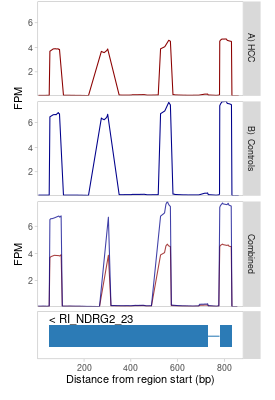 6
4
2
FPM
A) HCC
6
4
2
B) Controls
6
4
2
FPM
Combined
< RI_NDRG2_23
200
400
600
800
Distance from region start (bp)